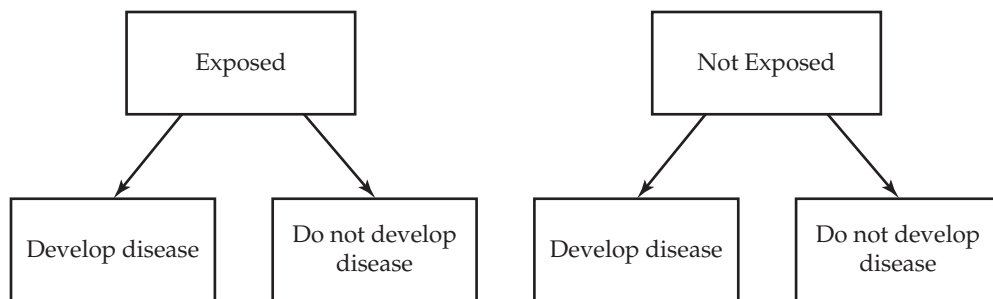 Exposed
Not Exposed
Develop disease
Do not develop
disease
Develop disease
Do not develop
disease